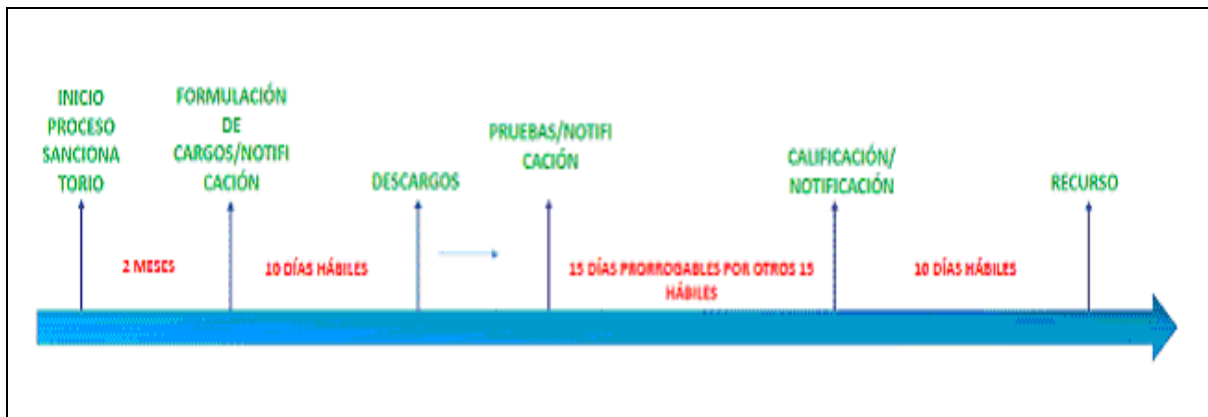 INICIO
PROCESO
SANCIONA
TORIO
FORMULACIÓN
DE
CARGOS/NOTIFI
CACIÓN
DESCARGOS
PRUEBAS/NOTIFI
CACIÓN
CALIFICACIÓN/
NOTIFICACIÓN
RECURSO
2 MESES
10 DÍAS HÁBILES
15 DÍAS PRORROGABLES POR OTROS 15
HÁBILES
10 DÍAS HÁBILES